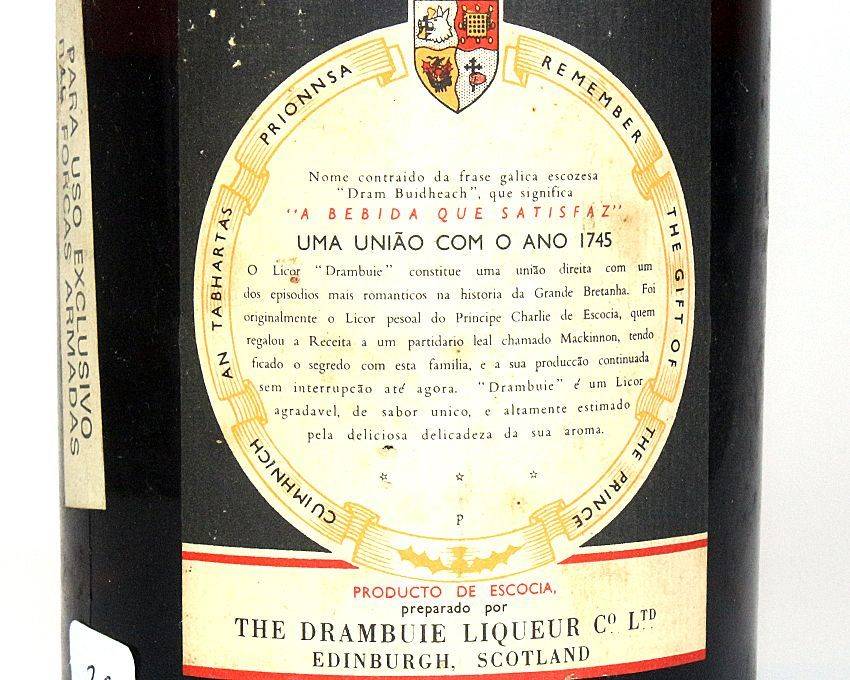 PARA USO EXCLUSIVO
DAS FORCAS ARMADAS
CUIMHNICH
AN TABHARTAS
PRIONNSA
REMEMBER
THE GIFT OF
THE PRINCE
Nome contraido da frase gálica escozesa
"Dram Buidheach", que significa
"A BEBIDA QUE SATISFAZ",
UMA UNIÃO COM O ANO 1745
O Licor "Drambuie" constitue uma união direita com um
dos episodios mais romanticos na historia da Grande Bretanha. Foi
originalmente o Licor pesoal do Principe Charlie de Escocia, quem
regalou a Receita a um partidario leal chamado Mackinnon, tendo
ficado o segredo com esta familia, e a sua producção continuada
sem interrupção até agora. "Drambuie" é um Licor
agradavel, de sabor unico, e altamente estimado
pela deliciosa delicadeza da sua aroma.
P
PRODUCTO DE ESCOCIA,
preparado por
THE DRAMBUIE LIQUEUR Cº LTD
EDINBURGH, SCOTLAND